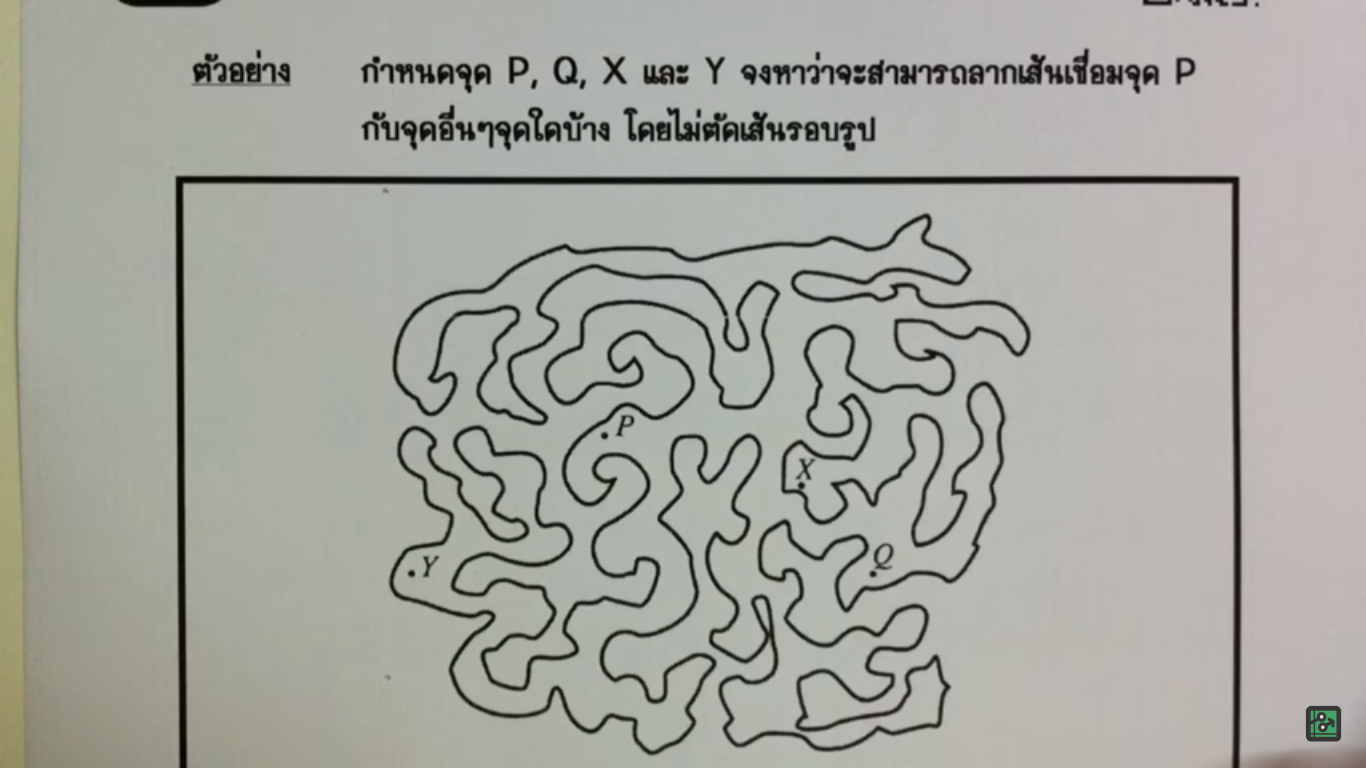 ตัวอย่าง กำหนดจุด P, Q, X และ Y จงหาว่าจะสามารถลากเส้นเชื่อมจุด P
กับจุดอื่นๆจุดใดบ้าง โดยไม่ตัดเส้นรอบรูป
P
X
Y
Q